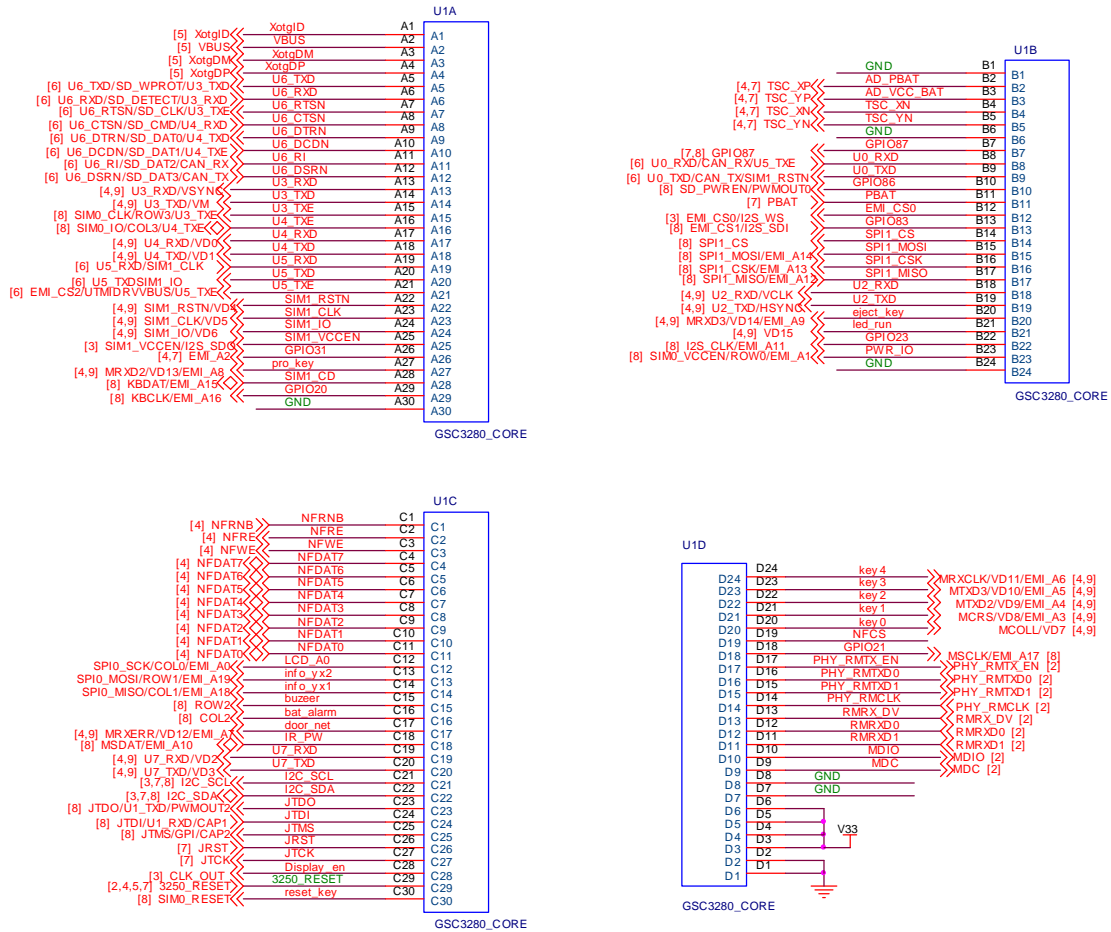 U1A
[5] XotgID XotgID A1 A1
[5] VBUS VBUS A2 A2
[5] XotgDM XotgDM A3 A3
[5] XotgDP XotgDP A4 A4
[6] U6_TXD/SD_WPROT/U3_TXD U6_TXD A5 A5
[6] U6_RXD/SD_DETECT/U3_RXD U6_RXD A6 A6
[6] U6_RTSN/SD_CLK/U3_TXE U6_RTSN A7 A7
[6] U6_CTSN/SD_CMD/U4_RXD U6_CTSN A8 A8
[6] U6_DTRN/SD_DAT0/U4_TXD U6_DTRN A9 A9
[6] U6_DCDN/SD_DAT1/U4_TXE U6_DCDN A10 A10
[6] U6_RI/SD_DAT2/CAN_RX U6_RI A11 A11
[6] U6_DSRN/SD_DAT3/CAN_TX U6_DSRN A12 A12
[4,9] U3_RXD/VSYNC U3_RXD A13 A13
[4,9] U3_TXD/VM U3_TXD A14 A14
[8] SIM0_CLK/ROW3/U3_TXE U3_TXE A15 A15
[8] SIM0_IO/COL3/U4_TXE U4_TXE A16 A16
[4,9] U4_RXD/VD0 U4_RXD A17 A17
[4,9] U4_TXD/VD1 U4_TXD A18 A18
[6] U5_RXD/SIM1_CLK U5_RXD A19 A19
[6] U5_TXDSIM1_IO U5_TXD A20 A20
[6] EMI_CS2/UTMIDRVVBUS/U5_TXE U5_TXE A21 A21
[4,9] SIM1_RSTN/VD4 SIM1_RSTN A22 A22
[4,9] SIM1_CLK/VD5 SIM1_CLK A23 A23
[4,9] SIM1_IO/VD6 SIM1_IO A24 A24
[3] SIM1_VCCEN/I2S_SDO SIM1_VCCEN A25 A25
[4,7] EMI_A2 GPIO31 A26 A26
[4,9] MRXD2/VD13/EMI_A8 pro_key A27 A27
[8] KBDAT/EMI_A15 SIM1_CD A28 A28
[8] KBCLK/EMI_A16 GPIO20 A29 A29
GND A30 A30
GSC3280_CORE
U1B
GND B1 B1
[4,7] TSC_XP AD_PBAT B2 B2
[4,7] TSC_YP AD_VCC_BAT B3 B3
[4,7] TSC_XN TSC_XN B4 B4
[4,7] TSC_YN TSC_YN B5 B5
GND B6 B6
[7,8] GPIO87 GPIO87 B7 B7
[6] U0_RXD/CAN_RX/U5_TXE U0_RXD B8 B8
[6] U0_TXD/CAN_TX/SIM1_RSTN U0_TXD B9 B9
[8] SD_PWREN/PWMOUT0 GPIO86 B10 B10
[7] PBAT PBAT B11 B11
[3] EMI_CS0/I2S_WS EMI_CS0 B12 B12
[8] EMI_CS1/I2S_SDI GPIO83 B13 B13
[8] SPI1_CS SPI1_CS B14 B14
[8] SPI1_MOSI/EMI_A14 SPI1_MOSI B15 B15
[8] SPI1_CSK/EMI_A13 SPI1_CSK B16 B16
[8] SPI1_MISO/EMI_A12 SPI1_MISO B17 B17
[4,9] U2_RXD/VCLK U2_RXD B18 B18
[4,9] U2_TXD/HSYNC U2_TXD B19 B19
[4,9] MRXD3/VD14/EMI_A9 eject_key B20 B20
[4,9] VD15 led_run B21 B21
[8] I2S_CLK/EMI_A11 GPIO23 B22 B22
[8] SIM0_VCCEN/ROW0/EMI_A1 PWR_IO B23 B23
GND B24 B24
GSC3280_CORE
U1C
[4] NFRNB NFRNB C1 C1
[4] NFRE NFRE C2 C2
[4] NFWE NFWE C3 C3
[4] NFDAT7 NFDAT7 C4 C4
[4] NFDAT6 NFDAT6 C5 C5
[4] NFDAT5 NFDAT5 C6 C6
[4] NFDAT4 NFDAT4 C7 C7
[4] NFDAT3 NFDAT3 C8 C8
[4] NFDAT2 NFDAT2 C9 C9
[4] NFDAT1 NFDAT1 C10 C10
[4] NFDAT0 NFDAT0 C11 C11
SPI0_SCK/COL0/EMI_A0 LCD_A0 C12 C12
SPI0_MOSI/ROW1/EMI_A19 info_yx2 C13 C13
SPI0_MISO/COL1/EMI_A18 info_yx1 C14 C14
[8] ROW2 buzeer C15 C15
[8] COL2 bat_alarm C16 C16
[4,9] MRXERR/VD12/EMI_A7 door_net C17 C17
[8] MSDAT/EMI_A10 IR_PW C18 C18
[4,9] U7_RXD/VD2 U7_RXD C19 C19
[4,9] U7_TXD/VD3 U7_TXD C20 C20
[3,7,8] I2C_SCL I2C_SCL C21 C21
[3,7,8] I2C_SDA I2C_SDA C22 C22
[8] JTDO/U1_TXD/PWMOUT2 JTDO C23 C23
[8] JTDI/U1_RXD/CAP1 JTDI C24 C24
[8] JTMS/GPI/CAP2 JTMS C25 C25
[7] JRST JRST C26 C26
[7] JTCK JTCK C27 C27
[3] CLK_OUT Display_en C28 C28
[2,4,5,7] 3250_RESET 3250_RESET C29 C29
[8] SIM0_RESET reset_key C30 C30
GSC3280_CORE
U1D
D24 D24 key4 MRXCLK/VD11/EMI_A6 [4,9]
D23 D23 key3 MTXD3/VD10/EMI_A5 [4,9]
D22 D22 key2 MTXD2/VD9/EMI_A4 [4,9]
D21 D21 key1 MCRS/VD8/EMI_A3 [4,9]
D20 D20 key0 MCOLL/VD7 [4,9]
D19 D19 NFCS
D18 D18 GPIO21 MSCLK/EMI_A17 [8]
D17 D17 PHY_RMTX_EN PHY_RMTX_EN [2]
D16 D16 PHY_RMTXD0 PHY_RMTXD0 [2]
D15 D15 PHY_RMTXD1 PHY_RMTXD1 [2]
D14 D14 PHY_RMCLK PHY_RMCLK [2]
D13 D13 RMRX_DV RMRX_DV [2]
D12 D12 RMRXD0 RMRXD0 [2]
D11 D11 RMRXD1 RMRXD1 [2]
D10 D10 MDIO MDIO [2]
D9 D9 MDC MDC [2]
D8 D8 GND
D7 D7 GND
D6 D6
D5 D5
D4 D4 V33
D3 D3
D2 D2
D1 D1
GSC3280_CORE